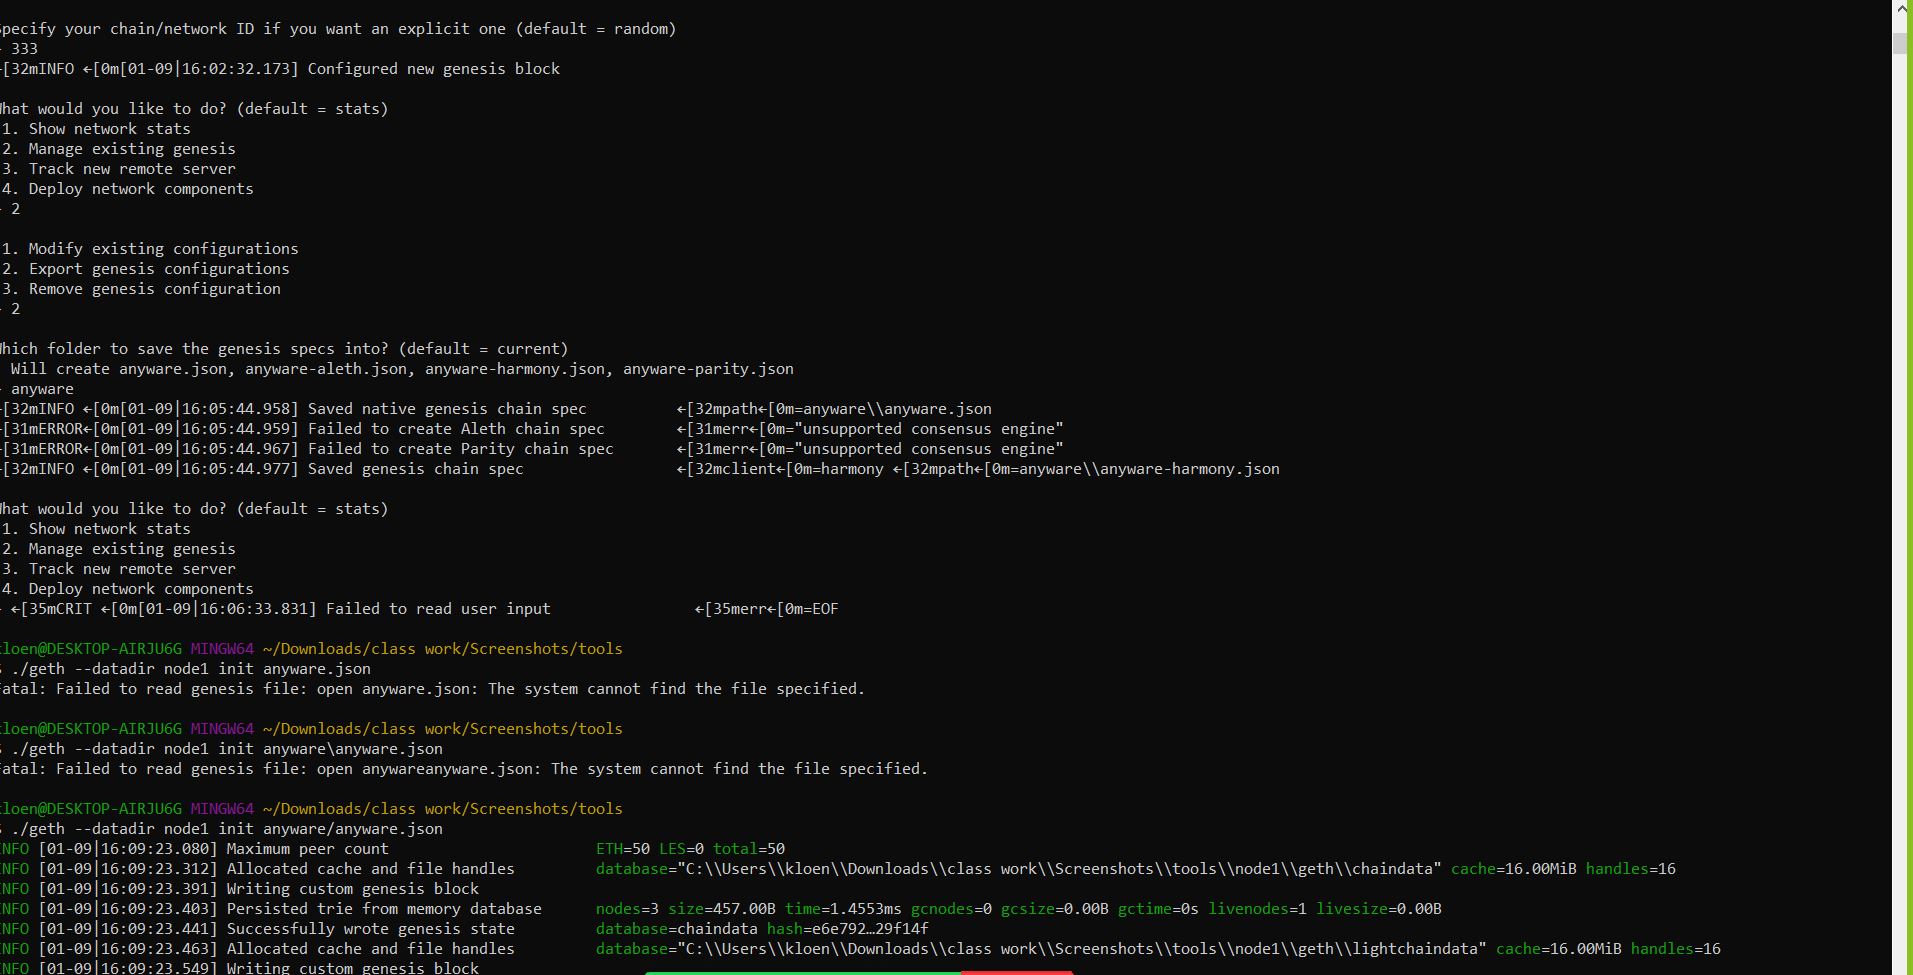 Specify your chain/network ID if you want an explicit one (default = random)
> 333
←[32mINFO ←[0m[01-09|16:02:32.173] Configured new genesis block
What would you like to do? (default = stats)
1. Show network stats
2. Manage existing genesis
3. Track new remote server
4. Deploy network components
> 2
1. Modify existing configurations
2. Export genesis configurations
3. Remove genesis configuration
> 2
Which folder to save the genesis specs into? (default = current)
Will create anyware.json, anyware-aleth.json, anyware-harmony.json, anyware-parity.json
> anyware
←[32mINFO ←[0m[01-09|16:05:44.958] Saved native genesis chain spec ←[32mpath←[0m=anyware\\anyware.json
←[31mERROR←[0m[01-09|16:05:44.959] Failed to create Aleth chain spec ←[31merr←[0m="unsupported consensus engine"
←[31mERROR←[0m[01-09|16:05:44.967] Failed to create Parity chain spec ←[31merr←[0m="unsupported consensus engine"
←[32mINFO ←[0m[01-09|16:05:44.977] Saved genesis chain spec ←[32mclient←[0m=harmony ←[32mpath←[0m=anyware\\anyware-harmony.json
What would you like to do? (default = stats)
1. Show network stats
2. Manage existing genesis
3. Track new remote server
4. Deploy network components
> ←[35mCRIT ←[0m[01-09|16:06:33.831] Failed to read user input ←[35merr←[0m=EOF
kloen@DESKTOP-AIRJU6G MINGW64 ~/Downloads/class work/Screenshots/tools
$ ./geth --datadir node1 init anyware.json
Fatal: Failed to read genesis file: open anyware.json: The system cannot find the file specified.
kloen@DESKTOP-AIRJU6G MINGW64 ~/Downloads/class work/Screenshots/tools
$ ./geth --datadir node1 init anyware\anyware.json
Fatal: Failed to read genesis file: open anywareanyware.json: The system cannot find the file specified.
kloen@DESKTOP-AIRJU6G MINGW64 ~/Downloads/class work/Screenshots/tools
$ ./geth --datadir node1 init anyware/anyware.json
INFO [01-09|16:09:23.080] Maximum peer count ETH=50 LES=0 total=50
INFO [01-09|16:09:23.312] Allocated cache and file handles database="C:\\Users\\kloen\\Downloads\\class work\\Screenshots\\tools\\node1\\geth\\chaindata" cache=16.00MiB handles=16
INFO [01-09|16:09:23.391] Writing custom genesis block
INFO [01-09|16:09:23.403] Persisted trie from memory database nodes=3 size=457.00B time=1.4553ms gcnodes=0 gcsize=0.00B gctime=0s livenodes=1 livesize=0.00B
INFO [01-09|16:09:23.441] Successfully wrote genesis state database=chaindata hash=e6e792…29f14f
INFO [01-09|16:09:23.463] Allocated cache and file handles database="C:\\Users\\kloen\\Downloads\\class work\\Screenshots\\tools\\node1\\geth\\lightchaindata" cache=16.00MiB handles=16
INFO [01-09|16:09:23.549] Writing custom genesis block